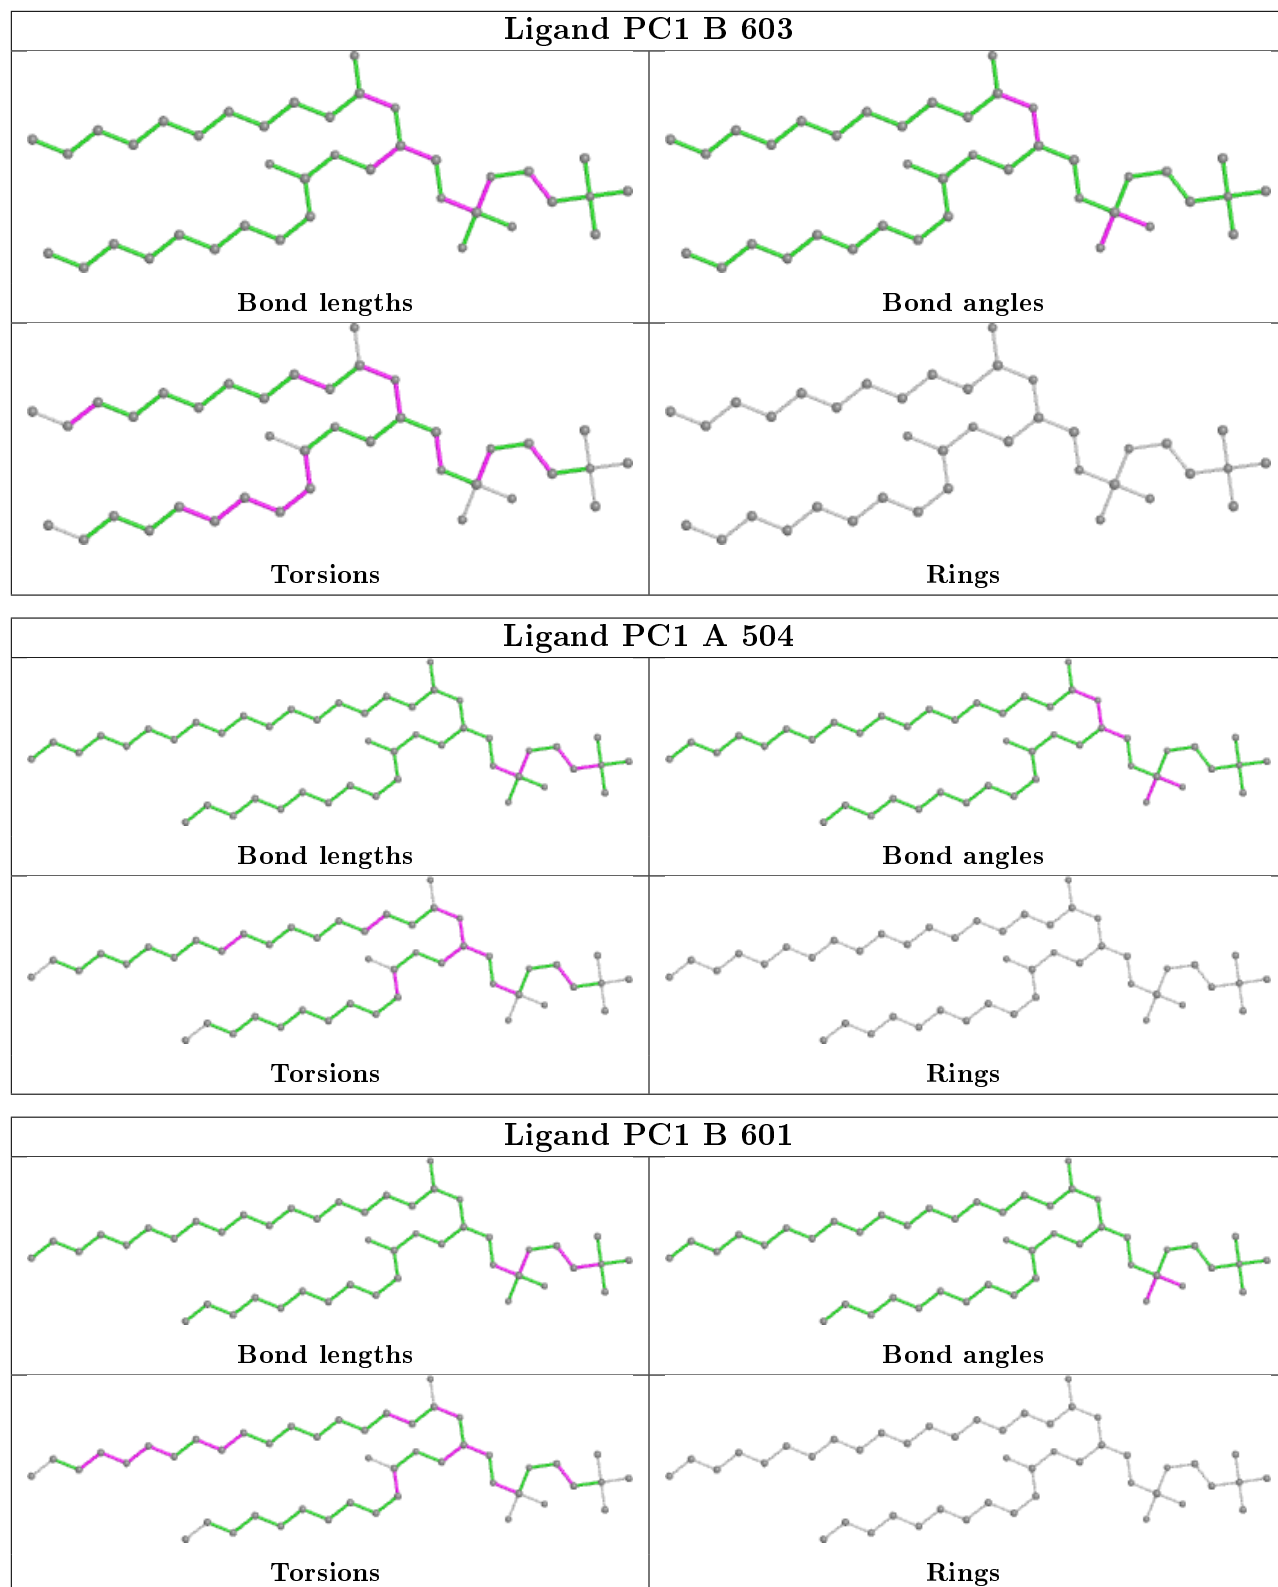 Ligand PC1 B 603
Bond lengths
Bond angles
Torsions
Rings
Ligand PC1 A 504
Bond lengths
Bond angles
Torsions
Rings
Ligand PC1 B 601
Bond lengths
Bond angles
Torsions
Rings